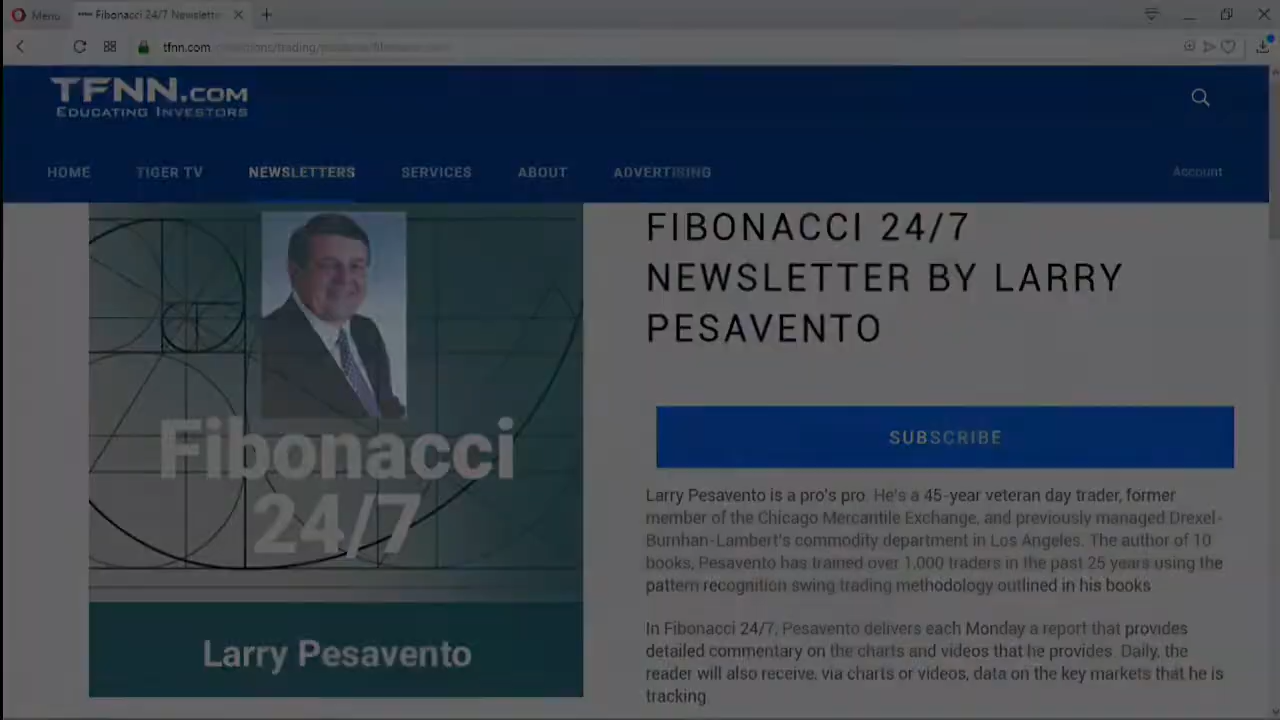 Menu
Fibonacci 24/7 Newslette
tfnn.com
TFNN.COM
EDUCATING INVESTORS
HOME TIGER TV NEWSLETTERS SERVICES ABOUT ADVERTISING Account
Fibonacci
24/7
Larry Pesavento
FIBONACCI 24/7
NEWSLETTER BY LARRY
PESAVENTO
SUBSCRIBE
Larry Pesavento is a pro's pro. He's a 45-year veteran day trader, former
member of the Chicago Mercantile Exchange, and previously managed Drexel-
Burnhan-Lambert's commodity department in Los Angeles. The author of 10
books, Pesavento has trained over 1,000 traders in the past 25 years using the
pattern recognition swing trading methodology outlined in his books
In Fibonacci 24/7, Pesavento delivers each Monday a report that provides
detailed commentary on the charts and videos that he provides. Daily, the
reader will also receive, via charts or videos, data on the key markets that he is
tracking.